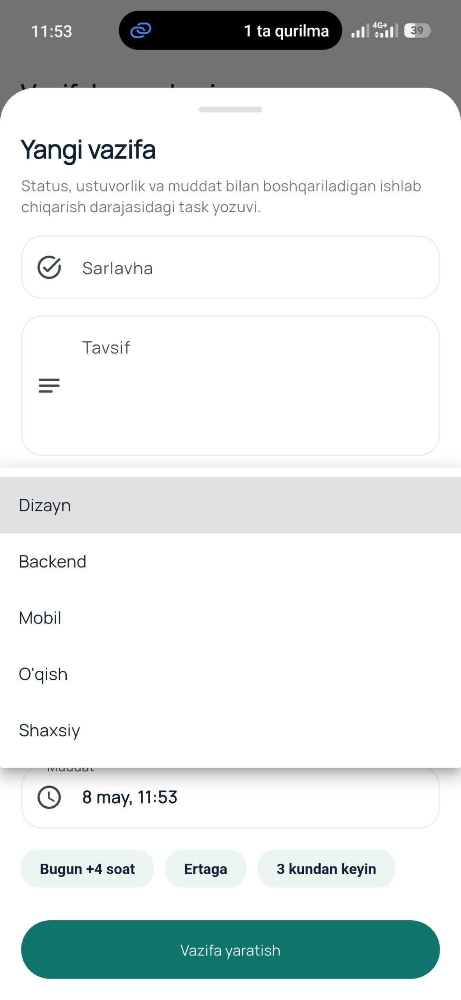 11:53
1 ta qurilma
4G+
39
Yangi vazifa
Status, ustuvorlik va muddat bilan boshqariladigan ishlab
chiqarish darajasidagi task yozuvi.
Sarlavha
Tavsif
Dizayn
Backend
Mobil
O'qish
Shaxsiy
Muddat
8 may, 11:53
Bugun +4 soat
Ertaga
3 kundan keyin
Vazifa yaratish